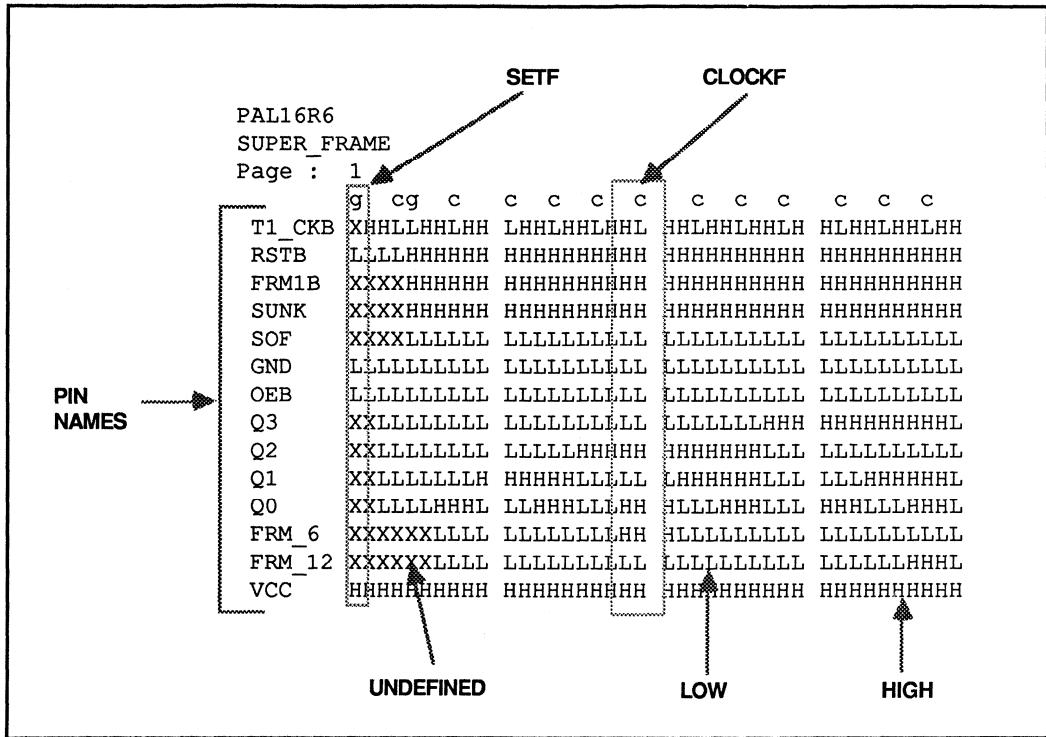 SETF
CLOCKF
PAL16R6
SUPER_FRAME
Page : 1
g cg c c c c c c c c c c c
T1_CKB XHHLLHHLHH LHHLHHLHHL HHLHHLHHLH HLHHLHHLHH
RSTB LLLLHHHHHH HHHHHHHHHH HHHHHHHHHH HHHHHHHHHH
FRM1B XXXXHHHHHH HHHHHHHHHH HHHHHHHHHH HHHHHHHHHH
SUNK XXXXHHHHHH HHHHHHHHHH HHHHHHHHHH HHHHHHHHHH
SOF XXXXLLLLLL LLLLLLLLLL LLLLLLLLLL LLLLLLLLLL
GND LLLLLLLLLL LLLLLLLLLL LLLLLLLLLL LLLLLLLLLL
OEB LLLLLLLLLL LLLLLLLLLL LLLLLLLLLL LLLLLLLLLL
PIN NAMES
Q3 XXLLLLLLLL LLLLLLLLLL LLLLLLLHHH HHHHHHHHHL
Q2 XXLLLLLLLL LLLLLHHHHH HHHHHHHLLL LLLLLLLLLL
Q1 XXLLLLLLLH HHHHHLLLLL LHHHHHHLLL LLLHHHHHHL
Q0 XXLLLLHHHL LLHHHLLLHH HLLLHHHLLL HHHLLLHHHL
FRM_6 XXXXXXLLLL LLLLLLLLHH HLLLLLLLLL LLLLLLLLLL
FRM_12 XXXXXXLLLL LLLLLLLLLL LLLLLLLLLL LLLLLLHHHL
VCC HHHHHHHHHH HHHHHHHHHH HHHHHHHHHH HHHHHHHHHH
UNDEFINED
LOW
HIGH